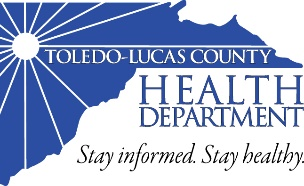 TOLEDO-LUCAS COUNTY
HEALTH
DEPARTMENT
Stay informed. Stay healthy.